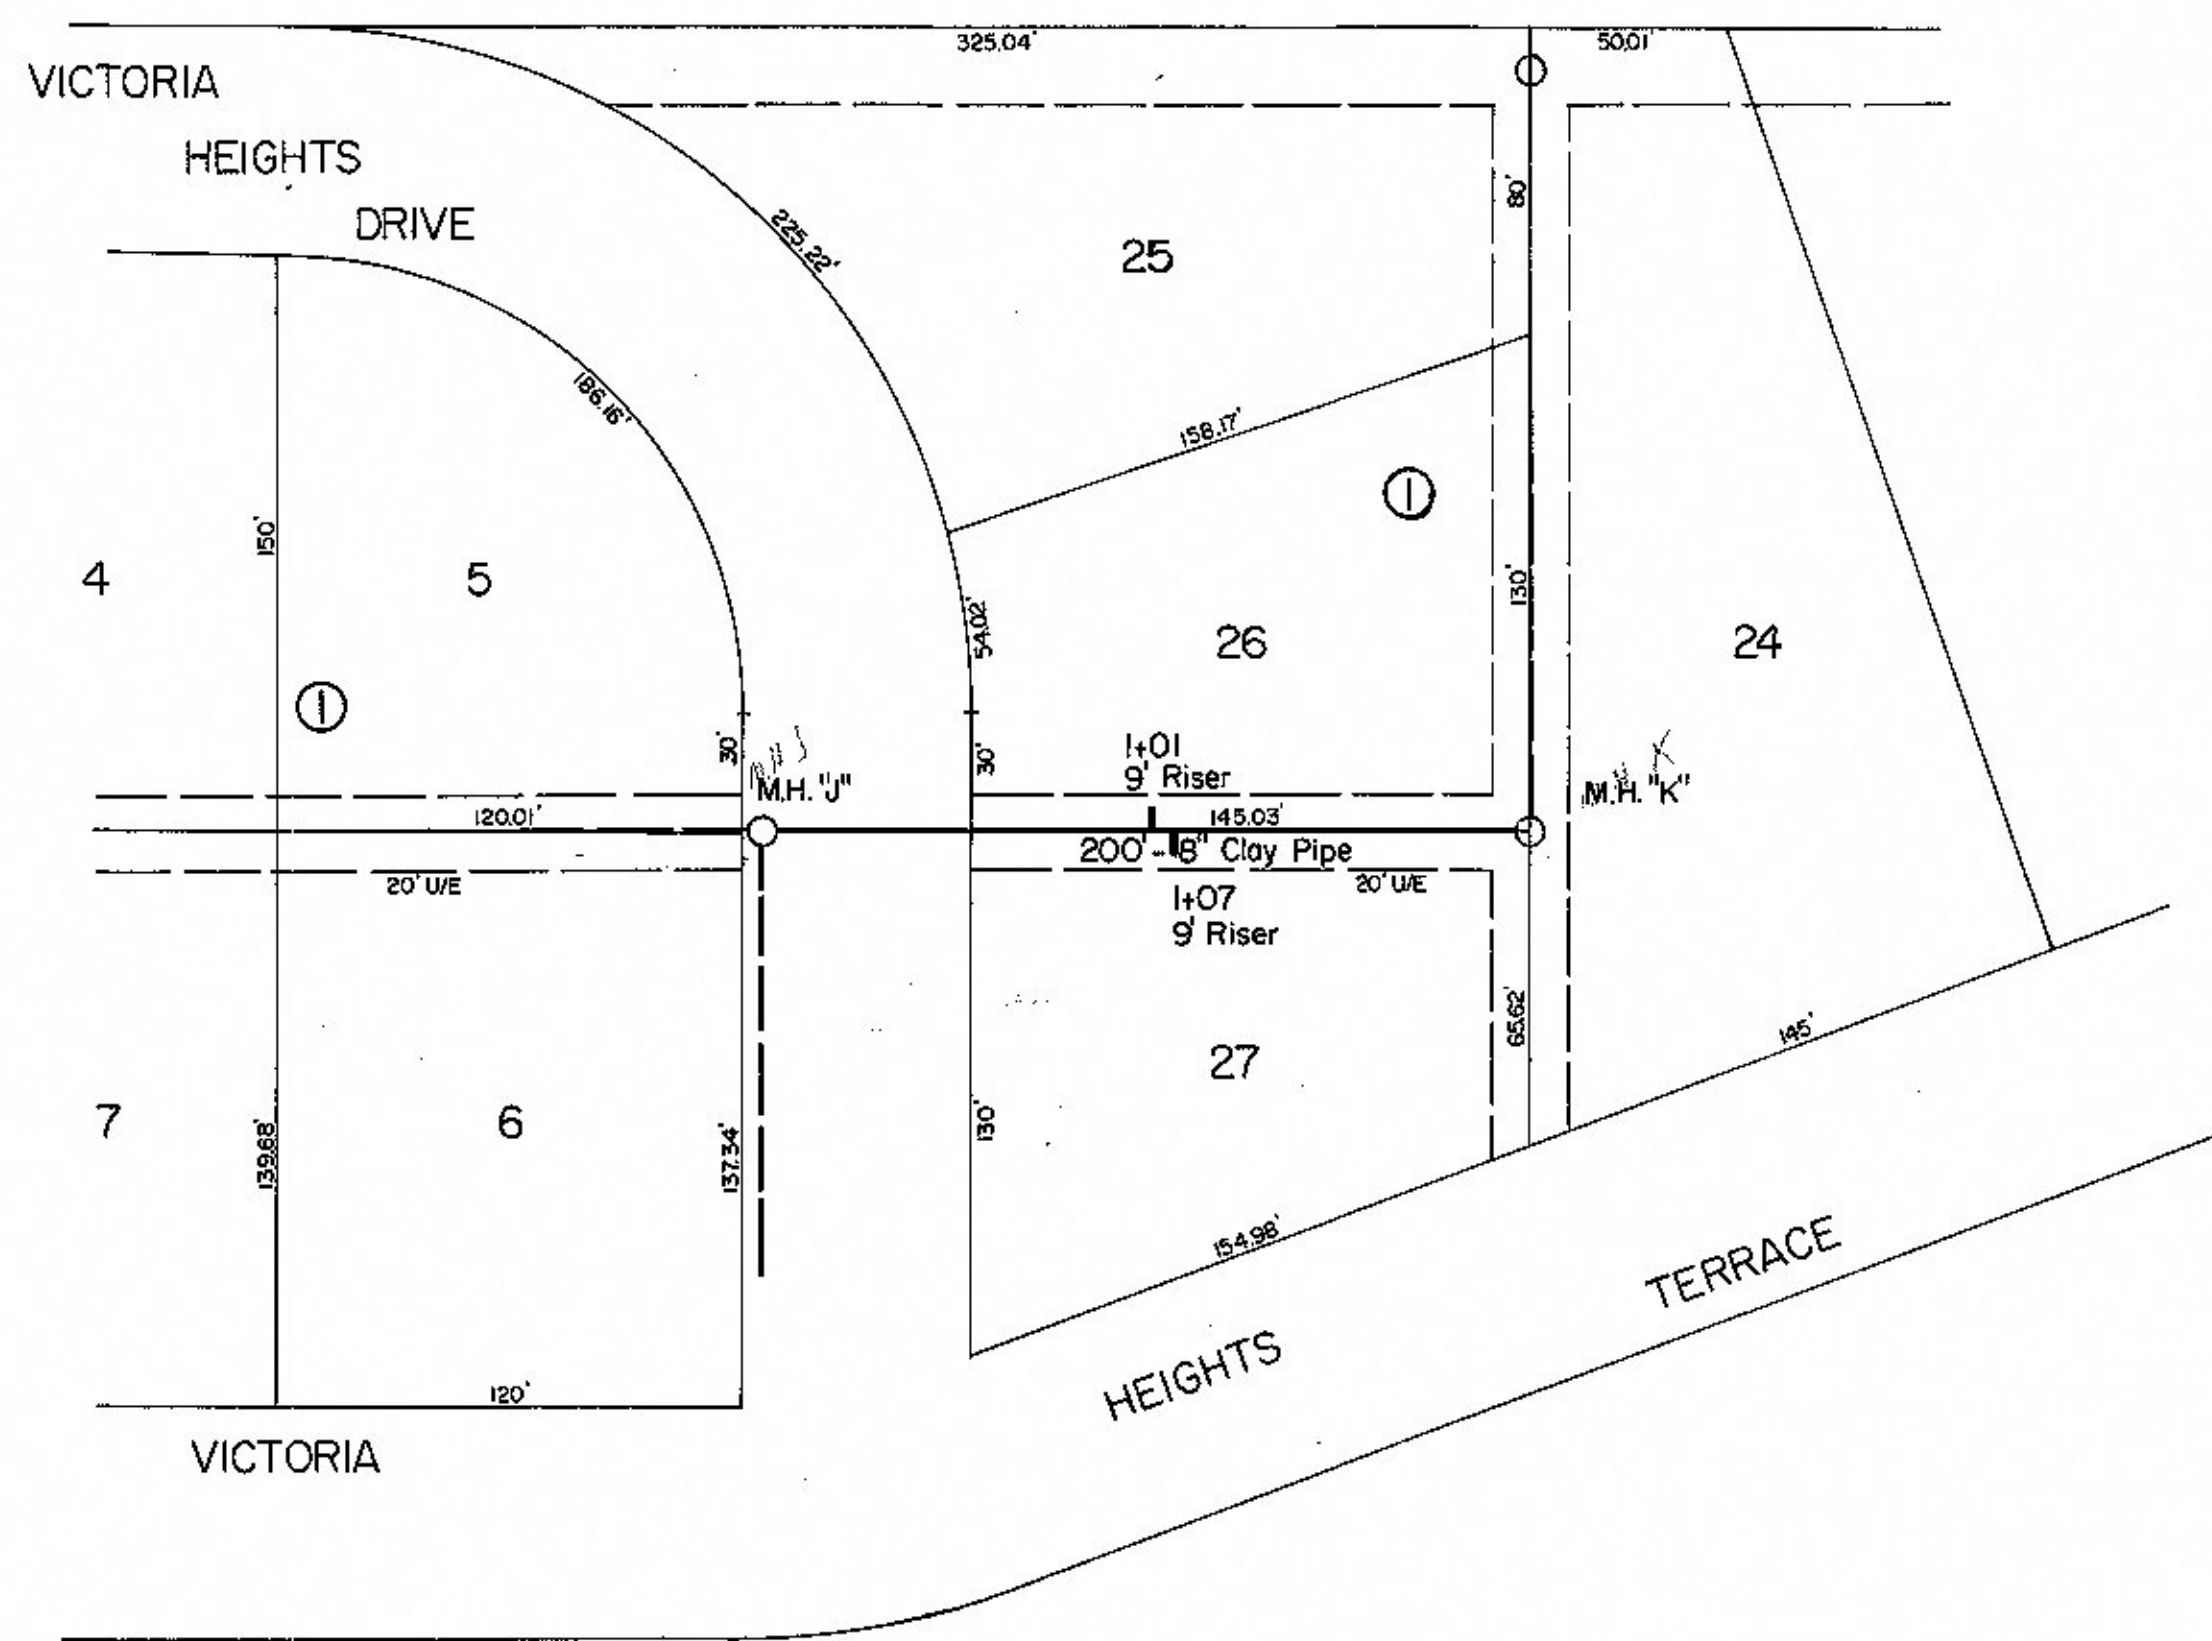 325.04'
50.01'
VICTORIA
HEIGHTS
DRIVE
80'
225.22'
25
186.16'
158.17'
1
150'
130'
4
5
54.02'
26
24
1
30'
30'
1+01
9' Riser
M H J
K
M.H. "J"
M.H. "K"
120.01'
145.03'
200' - 8" Clay Pipe
20' U/E
20' U/E
1+07
9' Riser
65.62'
145'
27
7
6
139.68'
137.34'
130'
154.98'
TERRACE
HEIGHTS
120'
VICTORIA